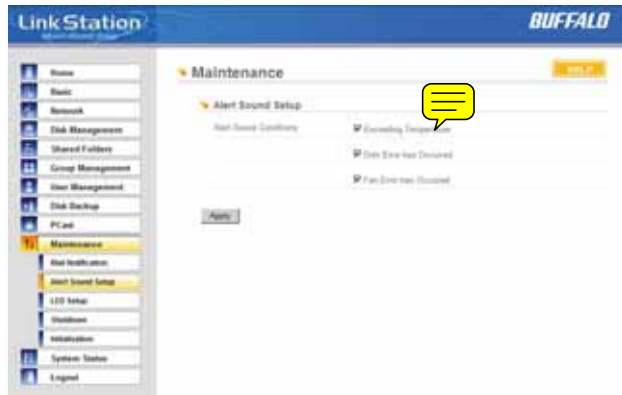 LinkStation
BUFFALO
Home
Basic
Network
Disk Management
Shared Folders
Group Management
User Management
Disk Backup
PCast
Maintenance
Mail Notification
Alert Sound Setup
LED Setup
Shutdown
Initialization
System Status
Logout
Maintenance
HELP
Alert Sound Setup
Alert Sound Conditions
Exceeding Temperature
Disk Error has Occurred
Fan Error has Occurred
Apply